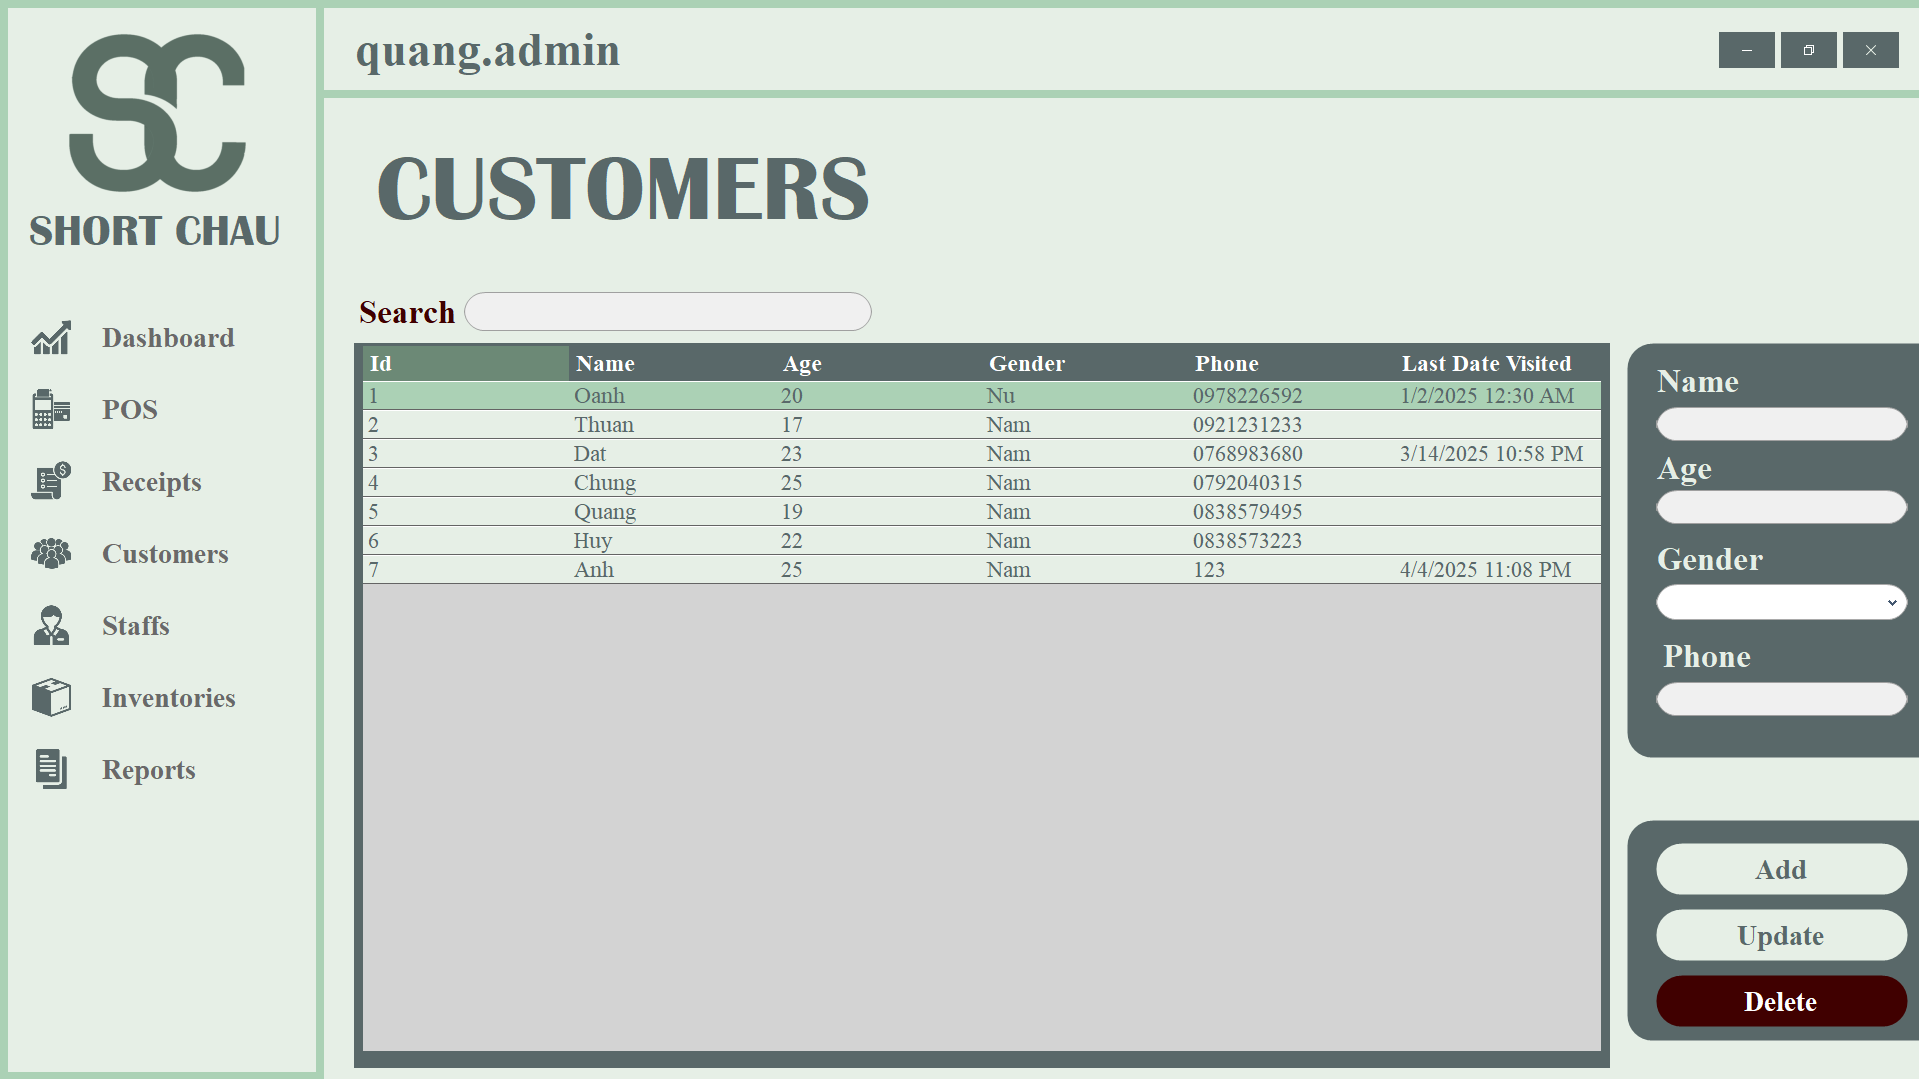 SC
SHORT CHAU
Dashboard
POS
Receipts
Customers
Staffs
Inventories
Reports
quang.admin
CUSTOMERS
Search
Id Name Age Gender Phone Last Date Visited
1 Oanh 20 Nu 0978226592 1/2/2025 12:30 AM
2 Thuan 17 Nam 0921231233
3 Dat 23 Nam 0768983680 3/14/2025 10:58 PM
4 Chung 25 Nam 0792040315
5 Quang 19 Nam 0838579495
6 Huy 22 Nam 0838573223
7 Anh 25 Nam 123 4/4/2025 11:08 PM
Name
Age
Gender
Phone
Add
Update
Delete